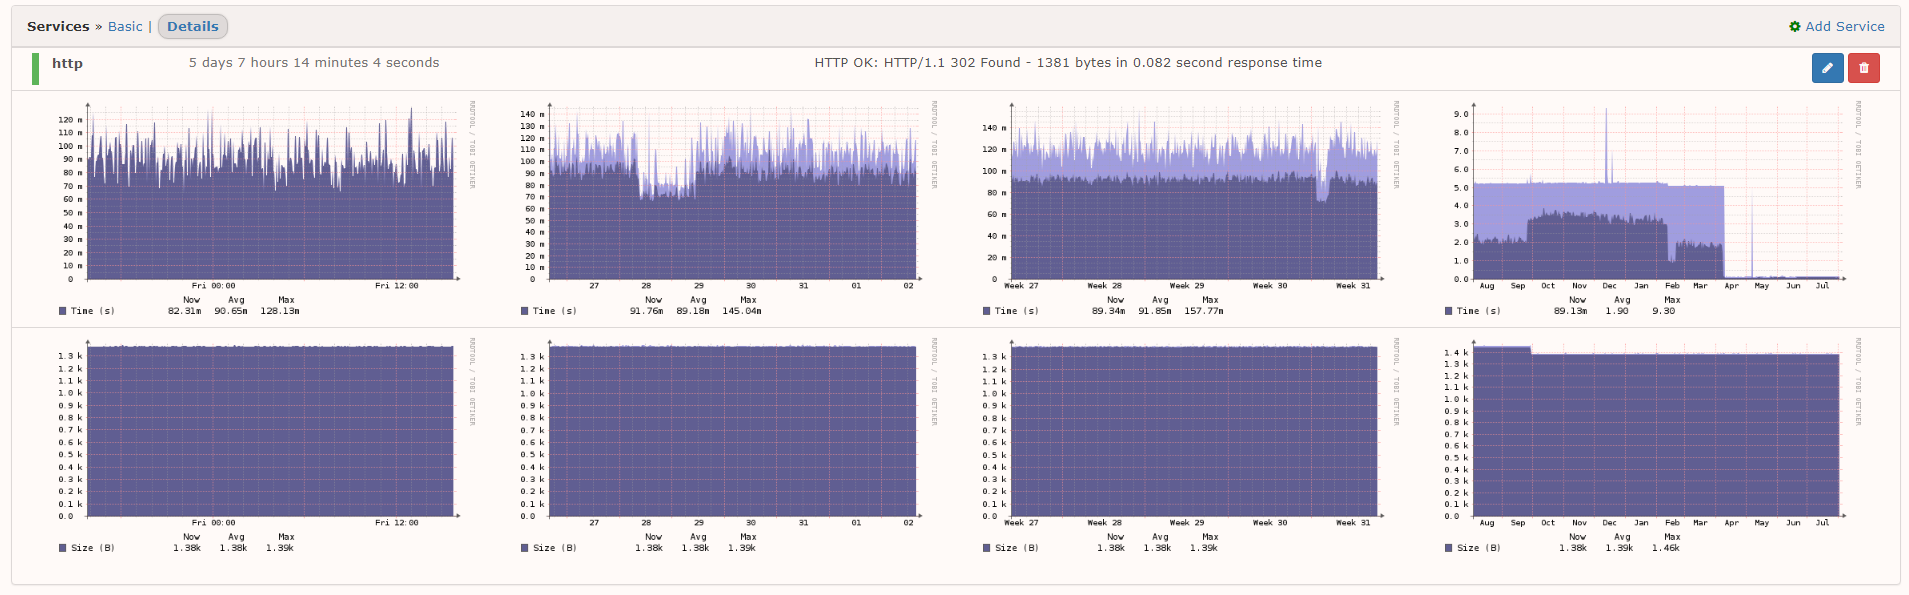 Services » Basic | Details
Add Service
http
5 days 7 hours 14 minutes 4 seconds
HTTP OK: HTTP/1.1 302 Found - 1381 bytes in 0.082 second response time
120 m
110 m
100 m
90 m
80 m
70 m
60 m
50 m
40 m
30 m
20 m
10 m
0
Fri 00:00 Fri 12:00
RRDTOOL / TOBI OETIKER
Now Avg Max
Time (s) 82.31m 90.65m 128.13m
140 m
130 m
120 m
110 m
100 m
90 m
80 m
70 m
60 m
50 m
40 m
30 m
20 m
10 m
0
27 28 29 30 31 01 02
RRDTOOL / TOBI OETIKER
Now Avg Max
Time (s) 91.76m 89.18m 145.04m
140 m
120 m
100 m
80 m
60 m
40 m
20 m
0
Week 27 Week 28 Week 29 Week 30 Week 31
RRDTOOL / TOBI OETIKER
Now Avg Max
Time (s) 89.34m 91.85m 157.77m
9.0
8.0
7.0
6.0
5.0
4.0
3.0
2.0
1.0
0.0
Aug Sep Oct Nov Dec Jan Feb Mar Apr May Jun Jul
RRDTOOL / TOBI OETIKER
Now Avg Max
Time (s) 89.13m 1.90 9.30
1.3 k
1.2 k
1.1 k
1.0 k
0.9 k
0.8 k
0.7 k
0.6 k
0.5 k
0.4 k
0.3 k
0.2 k
0.1 k
0.0
Fri 00:00 Fri 12:00
RRDTOOL / TOBI OETIKER
Now Avg Max
Size (B) 1.38k 1.38k 1.39k
1.3 k
1.2 k
1.1 k
1.0 k
0.9 k
0.8 k
0.7 k
0.6 k
0.5 k
0.4 k
0.3 k
0.2 k
0.1 k
0.0
27 28 29 30 31 01 02
RRDTOOL / TOBI OETIKER
Now Avg Max
Size (B) 1.38k 1.38k 1.39k
1.3 k
1.2 k
1.1 k
1.0 k
0.9 k
0.8 k
0.7 k
0.6 k
0.5 k
0.4 k
0.3 k
0.2 k
0.1 k
0.0
Week 27 Week 28 Week 29 Week 30 Week 31
RRDTOOL / TOBI OETIKER
Now Avg Max
Size (B) 1.38k 1.38k 1.39k
1.4 k
1.3 k
1.2 k
1.1 k
1.0 k
0.9 k
0.8 k
0.7 k
0.6 k
0.5 k
0.4 k
0.3 k
0.2 k
0.1 k
0.0
Aug Sep Oct Nov Dec Jan Feb Mar Apr May Jun Jul
RRDTOOL / TOBI OETIKER
Now Avg Max
Size (B) 1.38k 1.39k 1.46k